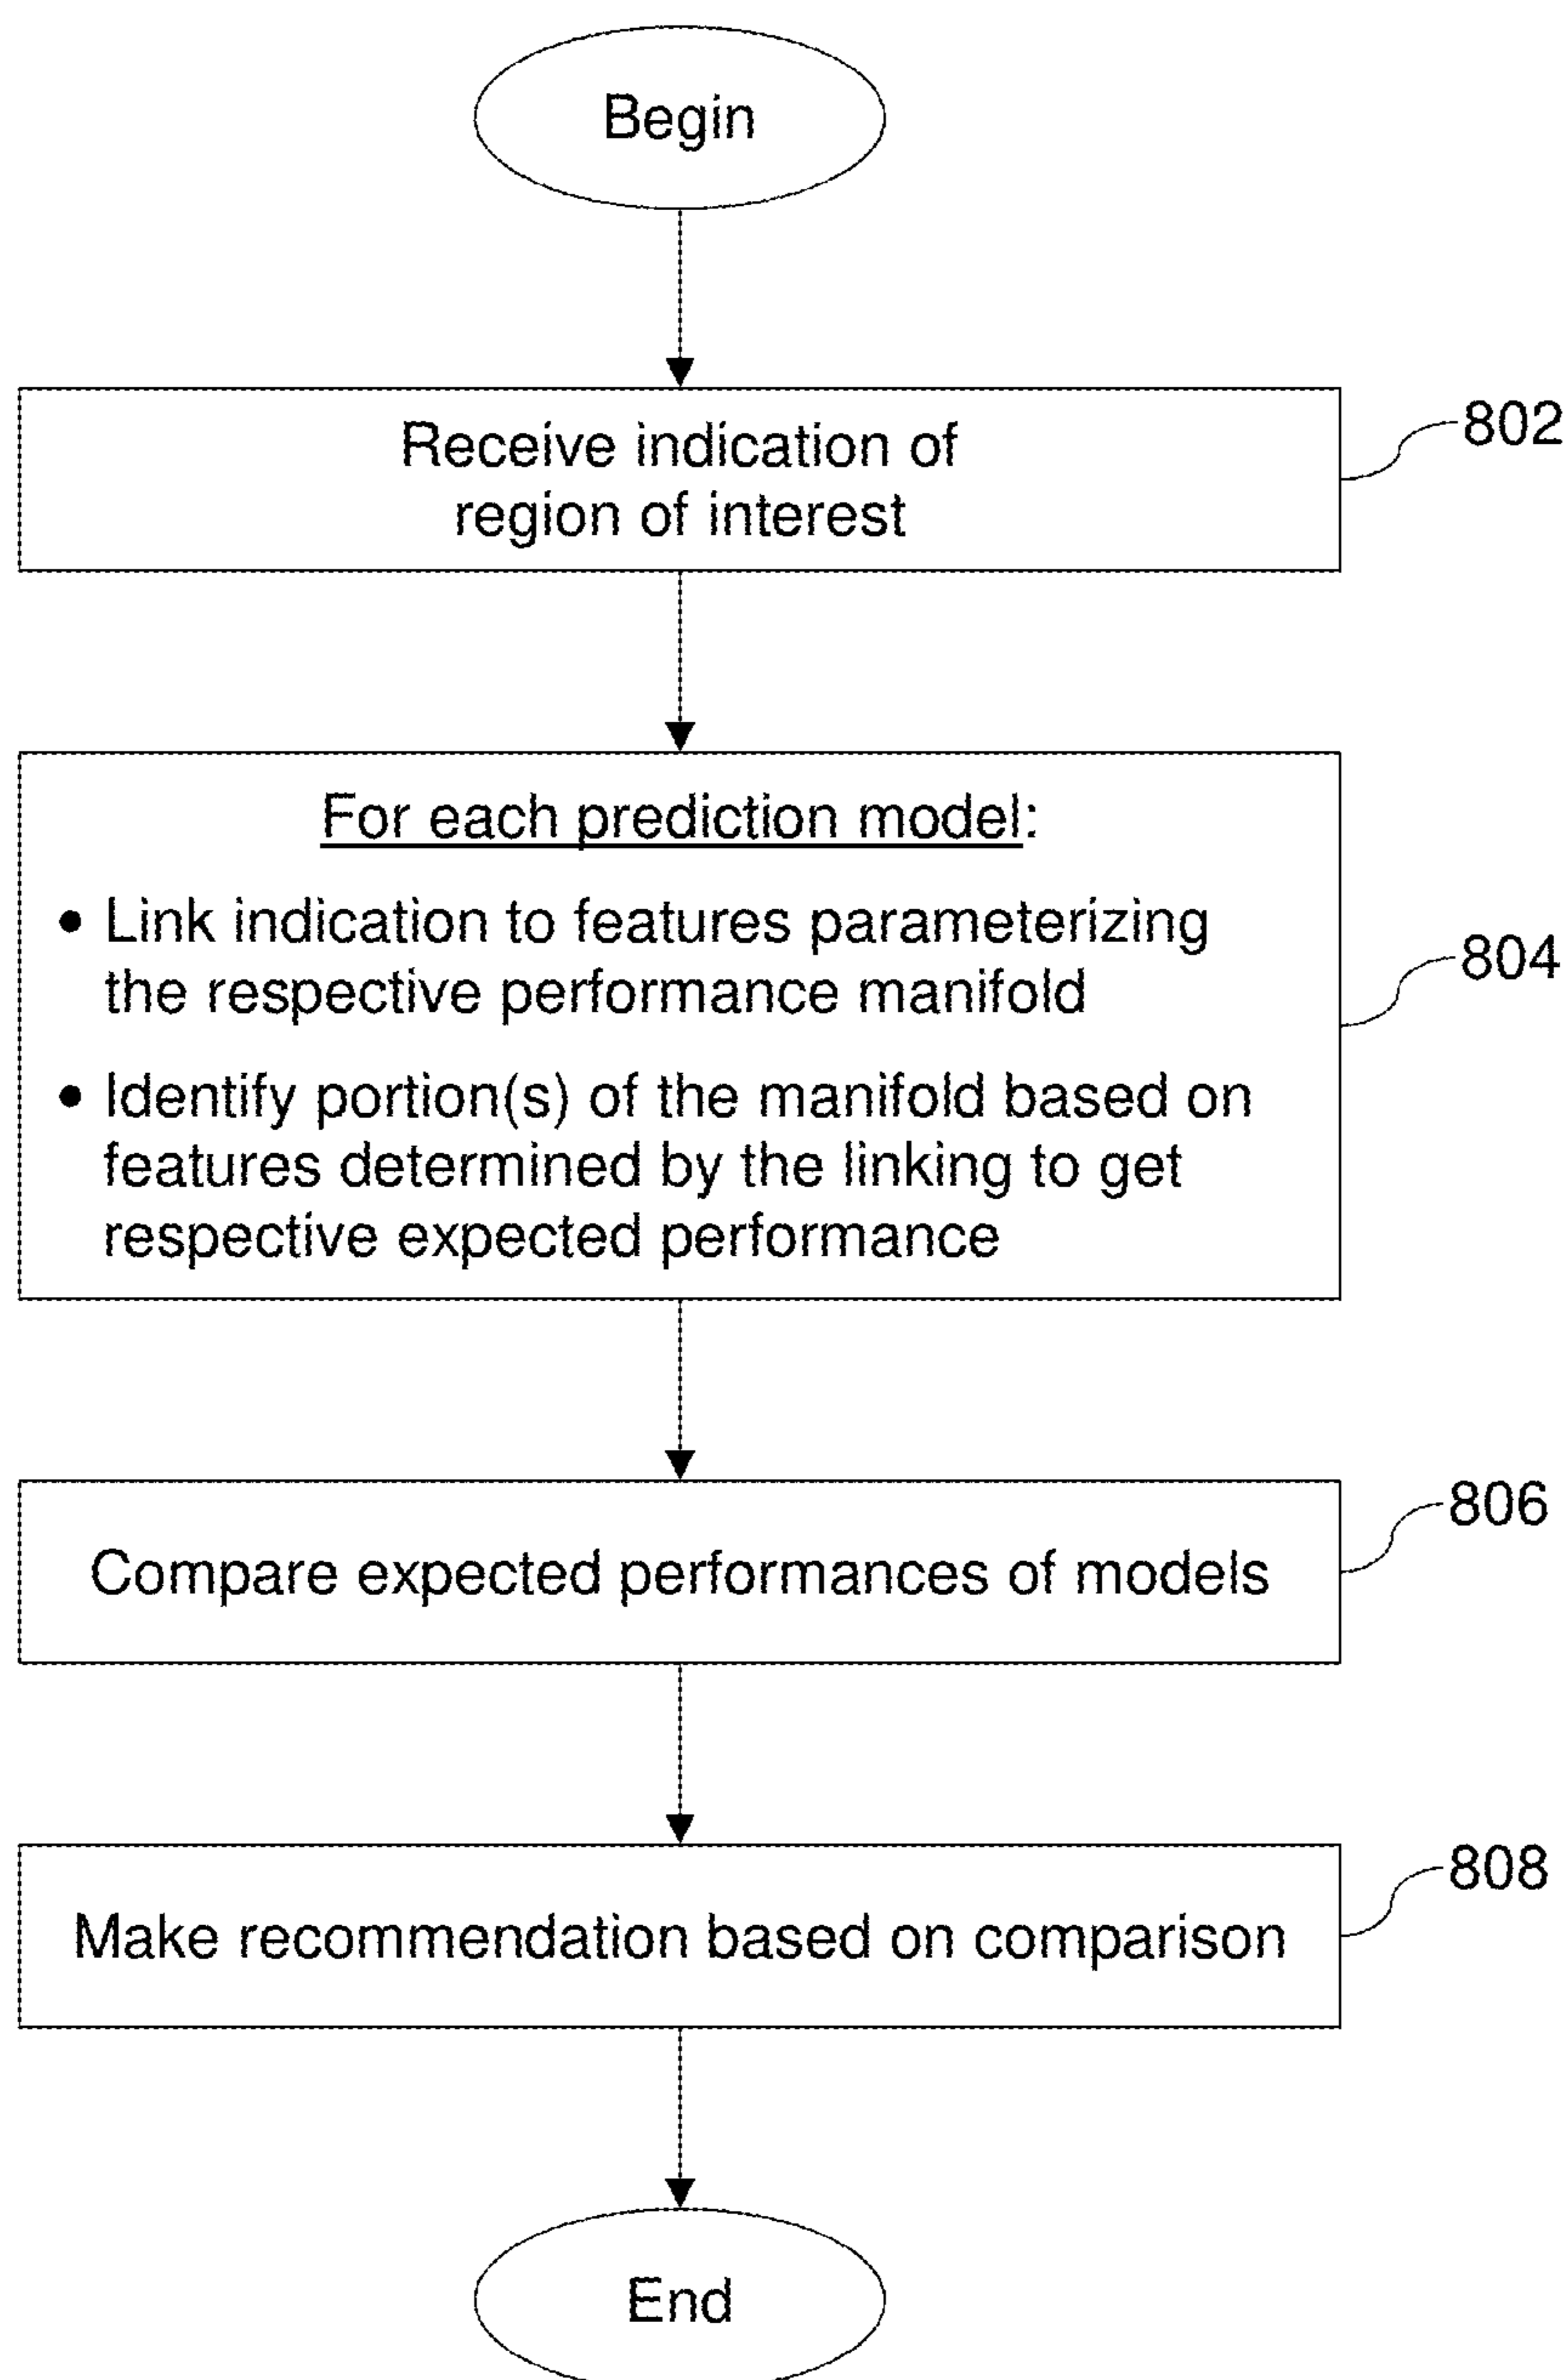 Begin
Receive indication of
region of interest
802
For each prediction model:
• Link indication to features parameterizing
the respective performance manifold
• Identify portion(s) of the manifold based on
features determined by the linking to get
respective expected performance
804
Compare expected performances of models
806
Make recommendation based on comparison
808
End